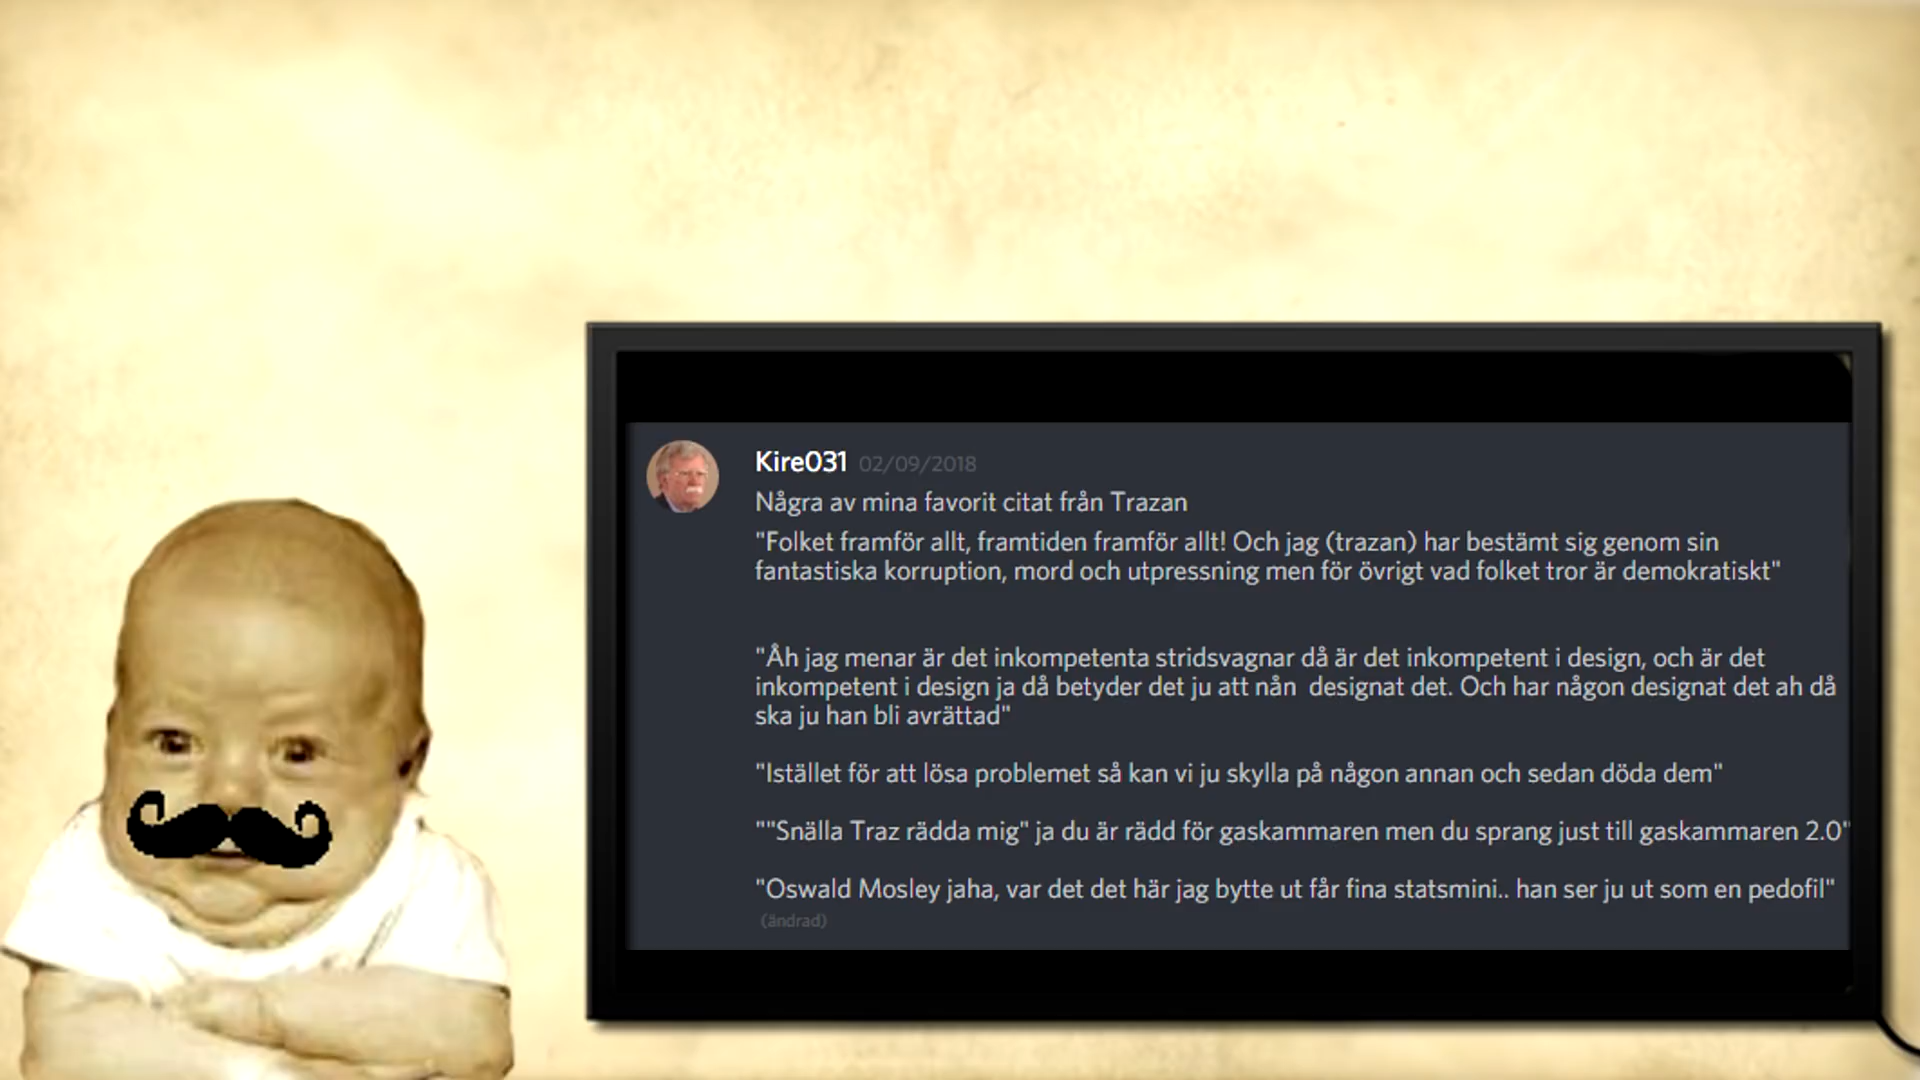 Kire031 02/09/2018
Några av mina favorit citat från Trazan
"Folket framför allt, framtiden framför allt! Och jag (trazan) har bestämt sig genom sin
fantastiska korruption, mord och utpressning men för övrigt vad folket tror är demokratiskt"
"Åh jag menar är det inkompetenta stridsvagnar då är det inkompetent i design, och är det
inkompetent i design ja då betyder det ju att nån  designat det. Och har någon designat det ah då
ska ju han bli avrättad"
"Istället för att lösa problemet så kan vi ju skylla på någon annan och sedan döda dem"
""Snälla Traz rädda mig" ja du är rädd för gaskammaren men du sprang just till gaskammaren 2.0"
"Oswald Mosley jaha, var det det här jag bytte ut får fina statsmini.. han ser ju ut som en pedofil"
(ändrad)